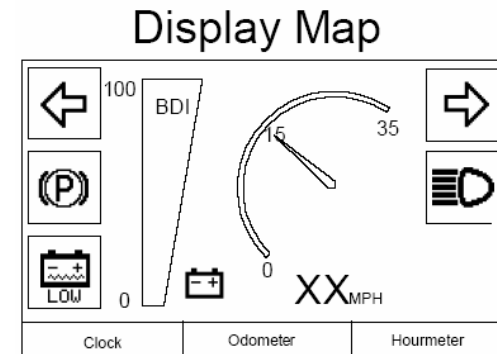 Display Map
100
BDI
15
35
(P)
- +
LOW
0
- +
0
XX MPH
Clock
Odometer
Hourmeter